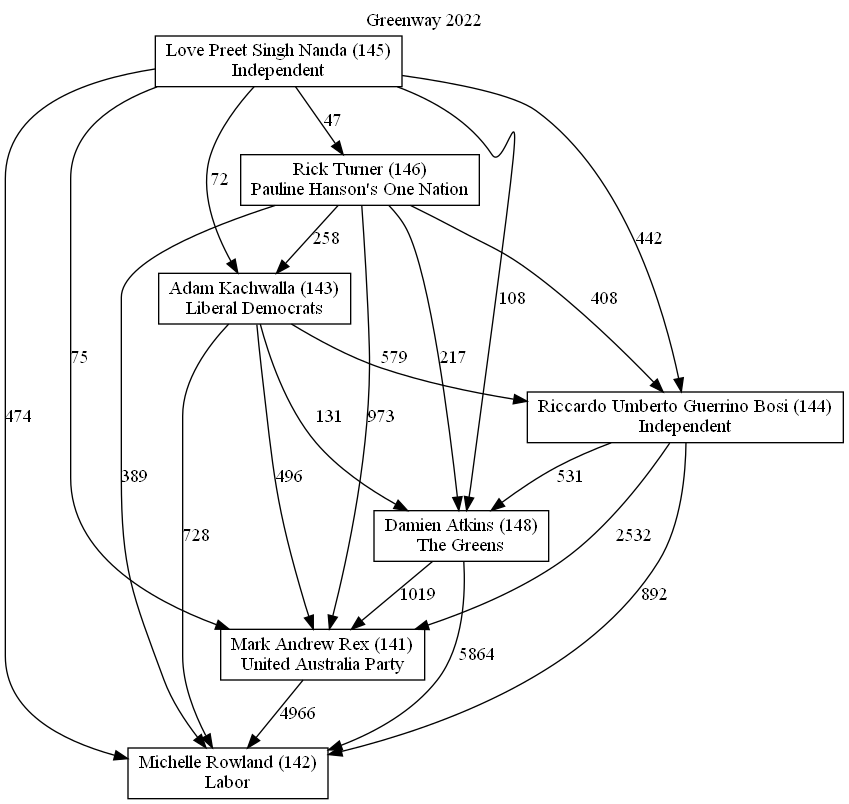 Greenway 2022
Love Preet Singh Nanda (145)
Independent
47
Rick Turner (146)
Pauline Hanson's One Nation
72
258
442
Adam Kachwalla (143)
Liberal Democrats
108
408
75
579
217
Riccardo Umberto Guerrino Bosi (144)
Independent
474
131
973
389
496
531
Damien Atkins (148)
The Greens
728
2532
1019
892
Mark Andrew Rex (141)
United Australia Party
5864
4966
Michelle Rowland (142)
Labor